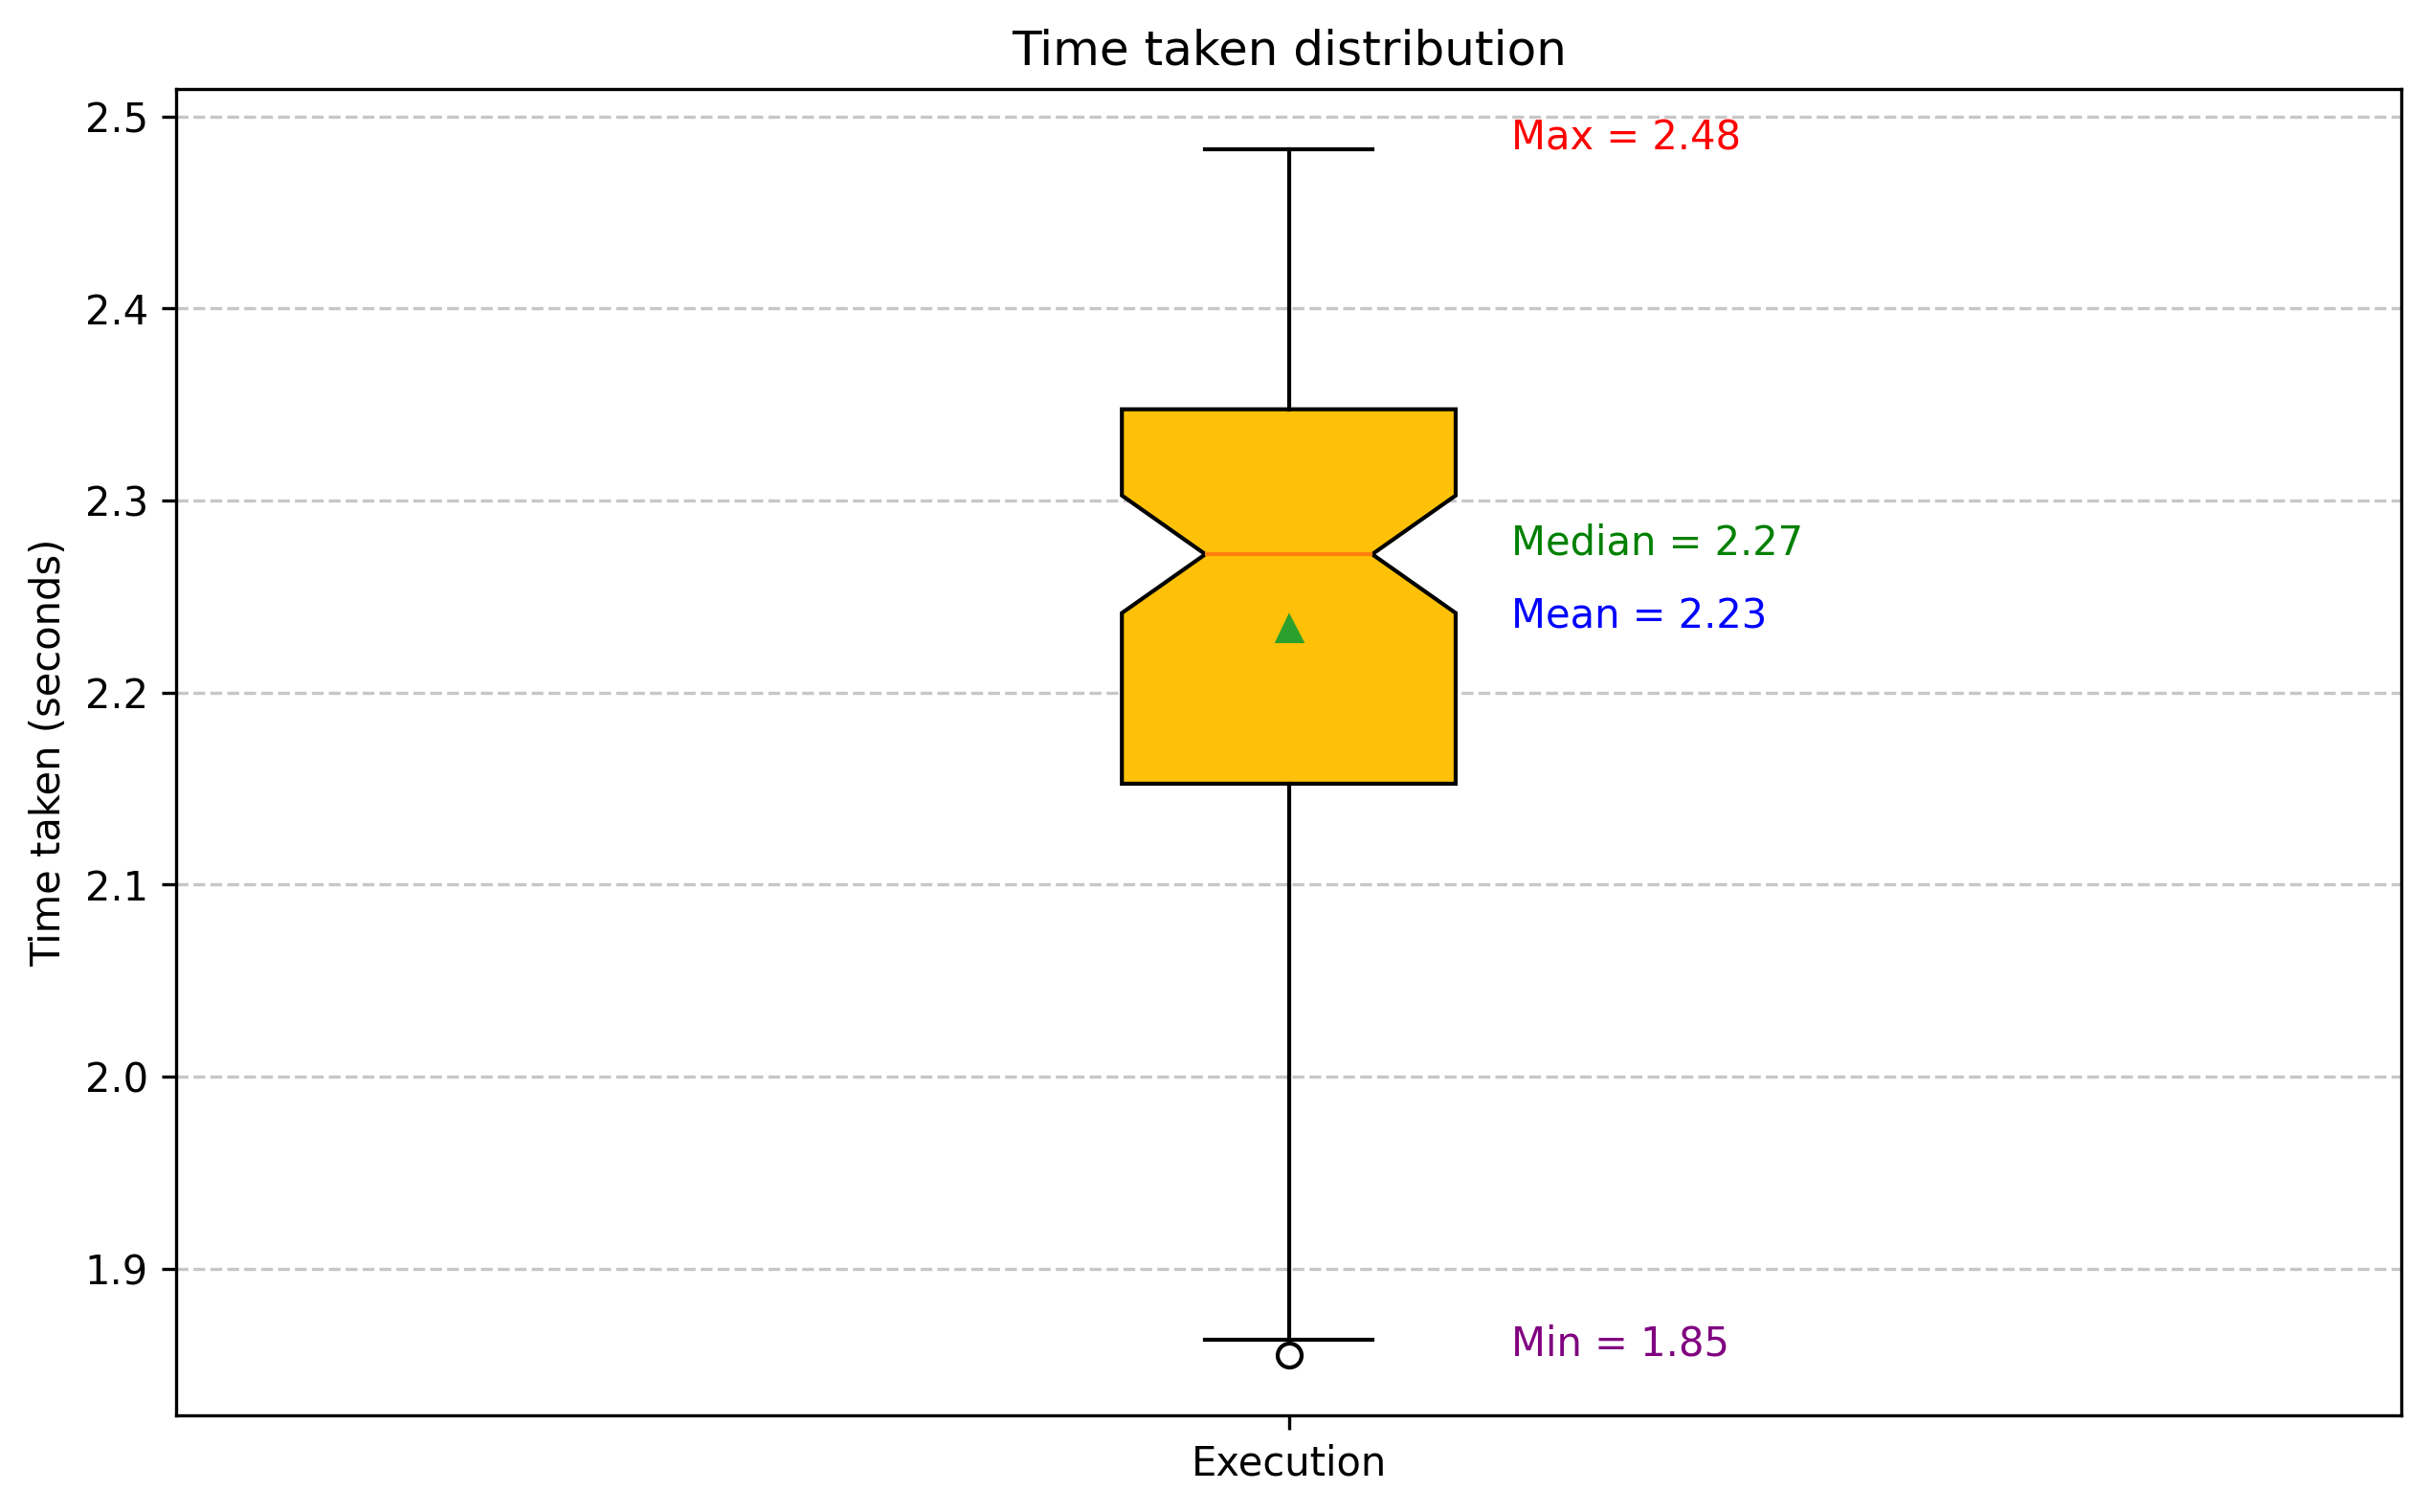 Time taken distribution
Time taken (seconds)
2.5
2.4
2.3
2.2
2.1
2.0
1.9
Max = 2.48
Median = 2.27
Mean = 2.23
Min = 1.85
Execution